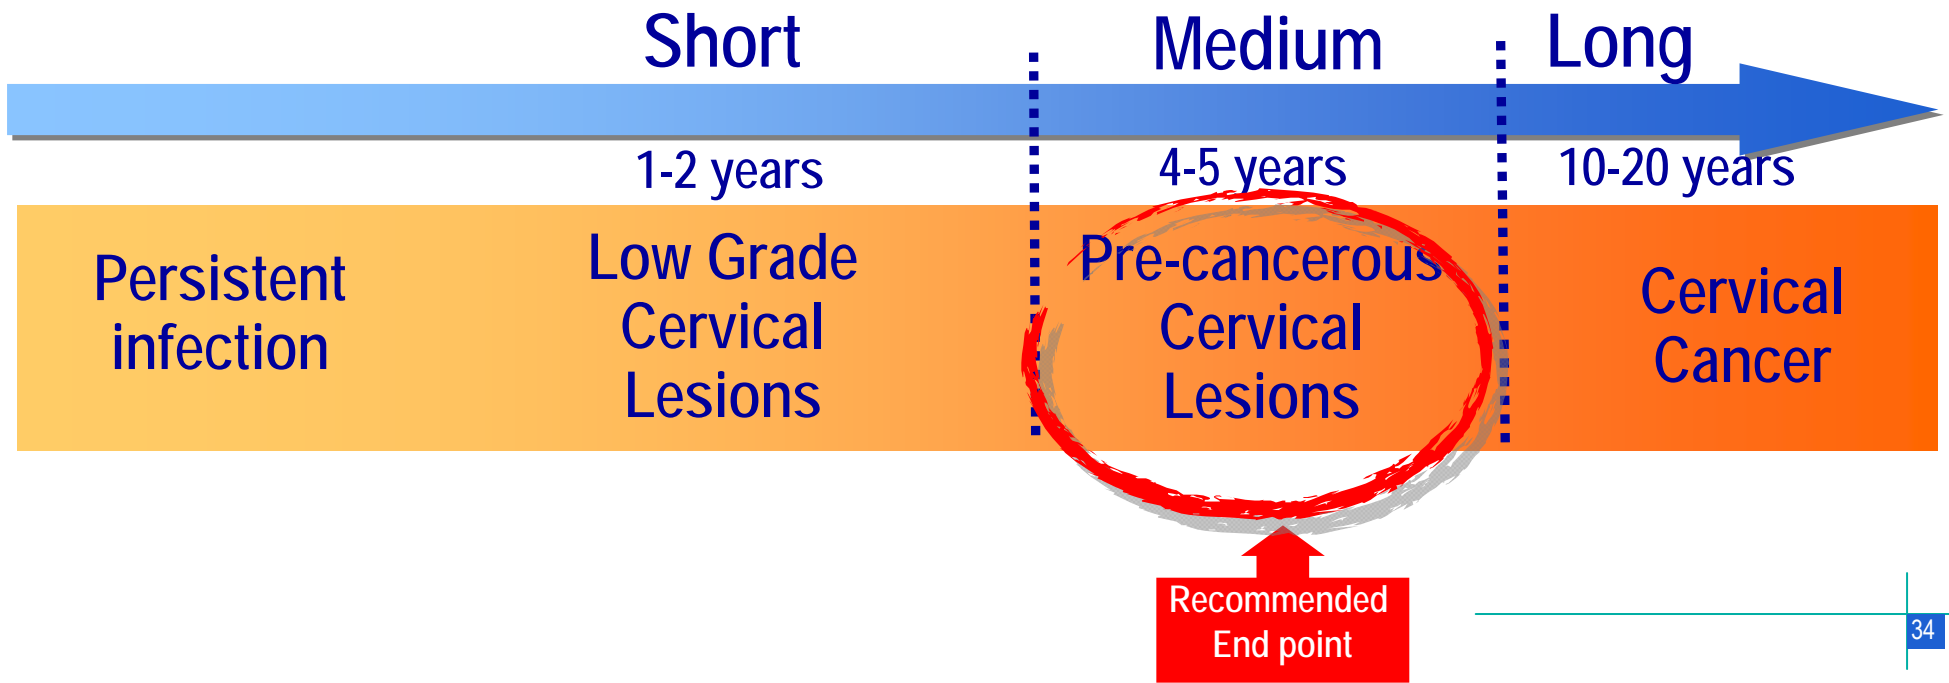 Short
Medium
Long
1-2 years
4-5 years
10-20 years
Persistent
infection
Low Grade
Cervical
Lesions
Pre-cancerous
Cervical
Lesions
Cervical
Cancer
Recommended
End point
34